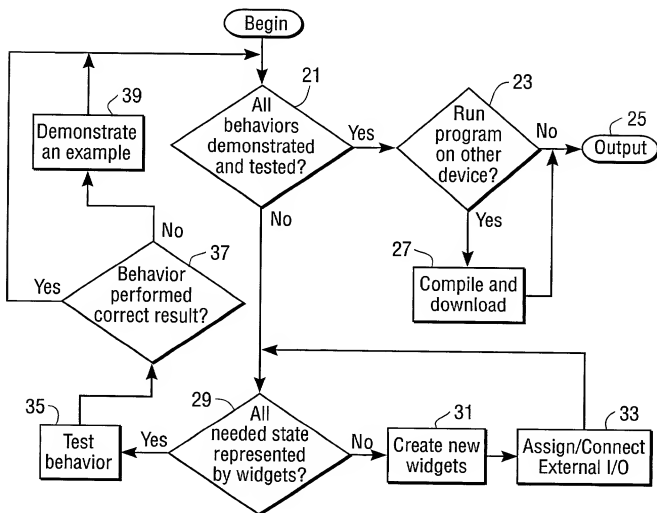 Begin
21
All
behaviors
demonstrated
and tested?
Yes
No
23
Run
program
on other
device?
No
Yes
25
Output
27
Compile and
download
39
Demonstrate
an example
No
37
Yes
Behavior
performed
correct result?
35
Test
behavior
Yes
29
All
needed state
represented
by widgets?
No
31
Create new
widgets
33
Assign/Connect
External I/O